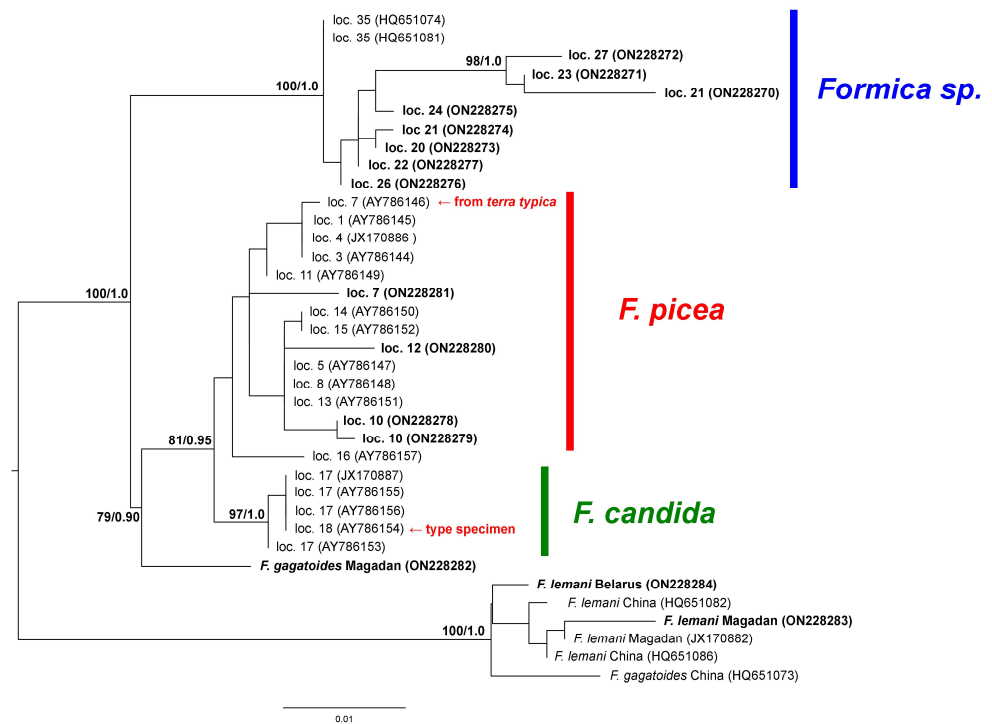 loc. 35 (HQ651074)
loc. 35 (HQ651081)
98/1.0
loc. 27 (ON228272)
loc. 23 (ON228271)
loc. 21 (ON228270)
100/1.0
loc. 24 (ON228275)
loc 21 (ON228274)
loc. 20 (ON228273)
loc. 22 (ON228277)
loc. 26 (ON228276)
Formica sp.
loc. 7 (AY786146) ← from terra typica
loc. 1 (AY786145)
loc. 4 (JX170886 )
loc. 3 (AY786144)
loc. 11 (AY786149)
100/1.0
loc. 7 (ON228281)
loc. 14 (AY786150)
loc. 15 (AY786152)
loc. 12 (ON228280)
loc. 5 (AY786147)
loc. 8 (AY786148)
loc. 13 (AY786151)
loc. 10 (ON228278)
loc. 10 (ON228279)
81/0.95
loc. 16 (AY786157)
F. picea
loc. 17 (JX170887)
loc. 17 (AY786155)
loc. 17 (AY786156)
97/1.0
loc. 18 (AY786154) ← type specimen
loc. 17 (AY786153)
F. candida
79/0.90
F. gagatoides Magadan (ON228282)
F. lemani Belarus (ON228284)
F. lemani China (HQ651082)
F. lemani Magadan (ON228283)
100/1.0
F. lemani Magadan (JX170882)
F. lemani China (HQ651086)
F. gagatoides China (HQ651073)
0.01